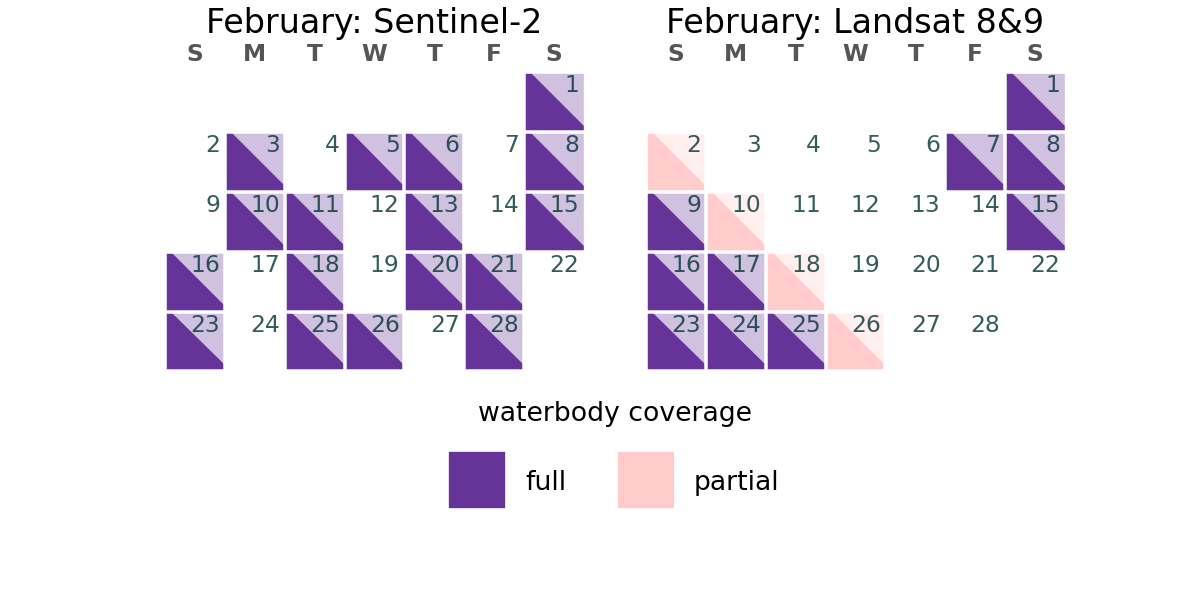 February: Sentinel-2
S M T W T F S
1
2 3 4 5 6 7 8
9 10 11 12 13 14 15
16 17 18 19 20 21 22
23 24 25 26 27 28
February: Landsat 8&9
S M T W T F S
1
2 3 4 5 6 7 8
9 10 11 12 13 14 15
16 17 18 19 20 21 22
23 24 25 26 27 28
waterbody coverage
full partial